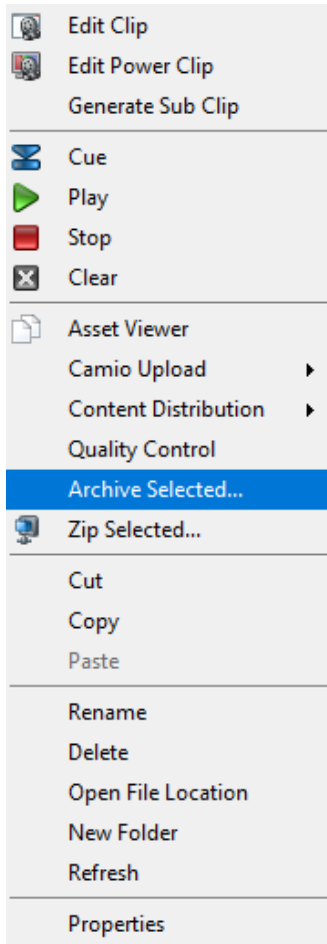 Edit Clip
Edit Power Clip
Generate Sub Clip
Cue
Play
Stop
Clear
Asset Viewer
Camio Upload
Content Distribution
Quality Control
Archive Selected...
Zip Selected...
Cut
Copy
Paste
Rename
Delete
Open File Location
New Folder
Refresh
Properties